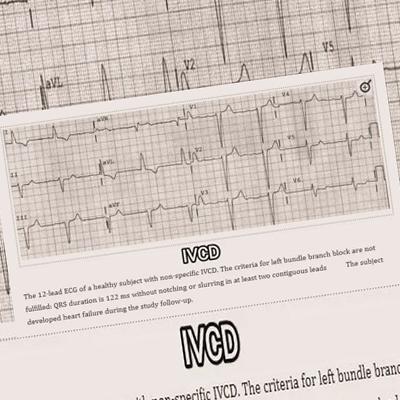 aVL
V2
V5
I
aVR
V1
V4
II
aVL
V2
V5
III
aVF
V3
V6
IVCD
The 12-lead ECG of a healthy subject with non-specific IVCD. The criteria for left bundle branch block are not
fulfilled: QRS duration is 122 ms without notching or slurring in at least two contiguous leads The subject
developed heart failure during the study follow-up.
IVCD
with non-specific IVCD. The criteria for left bundle branc